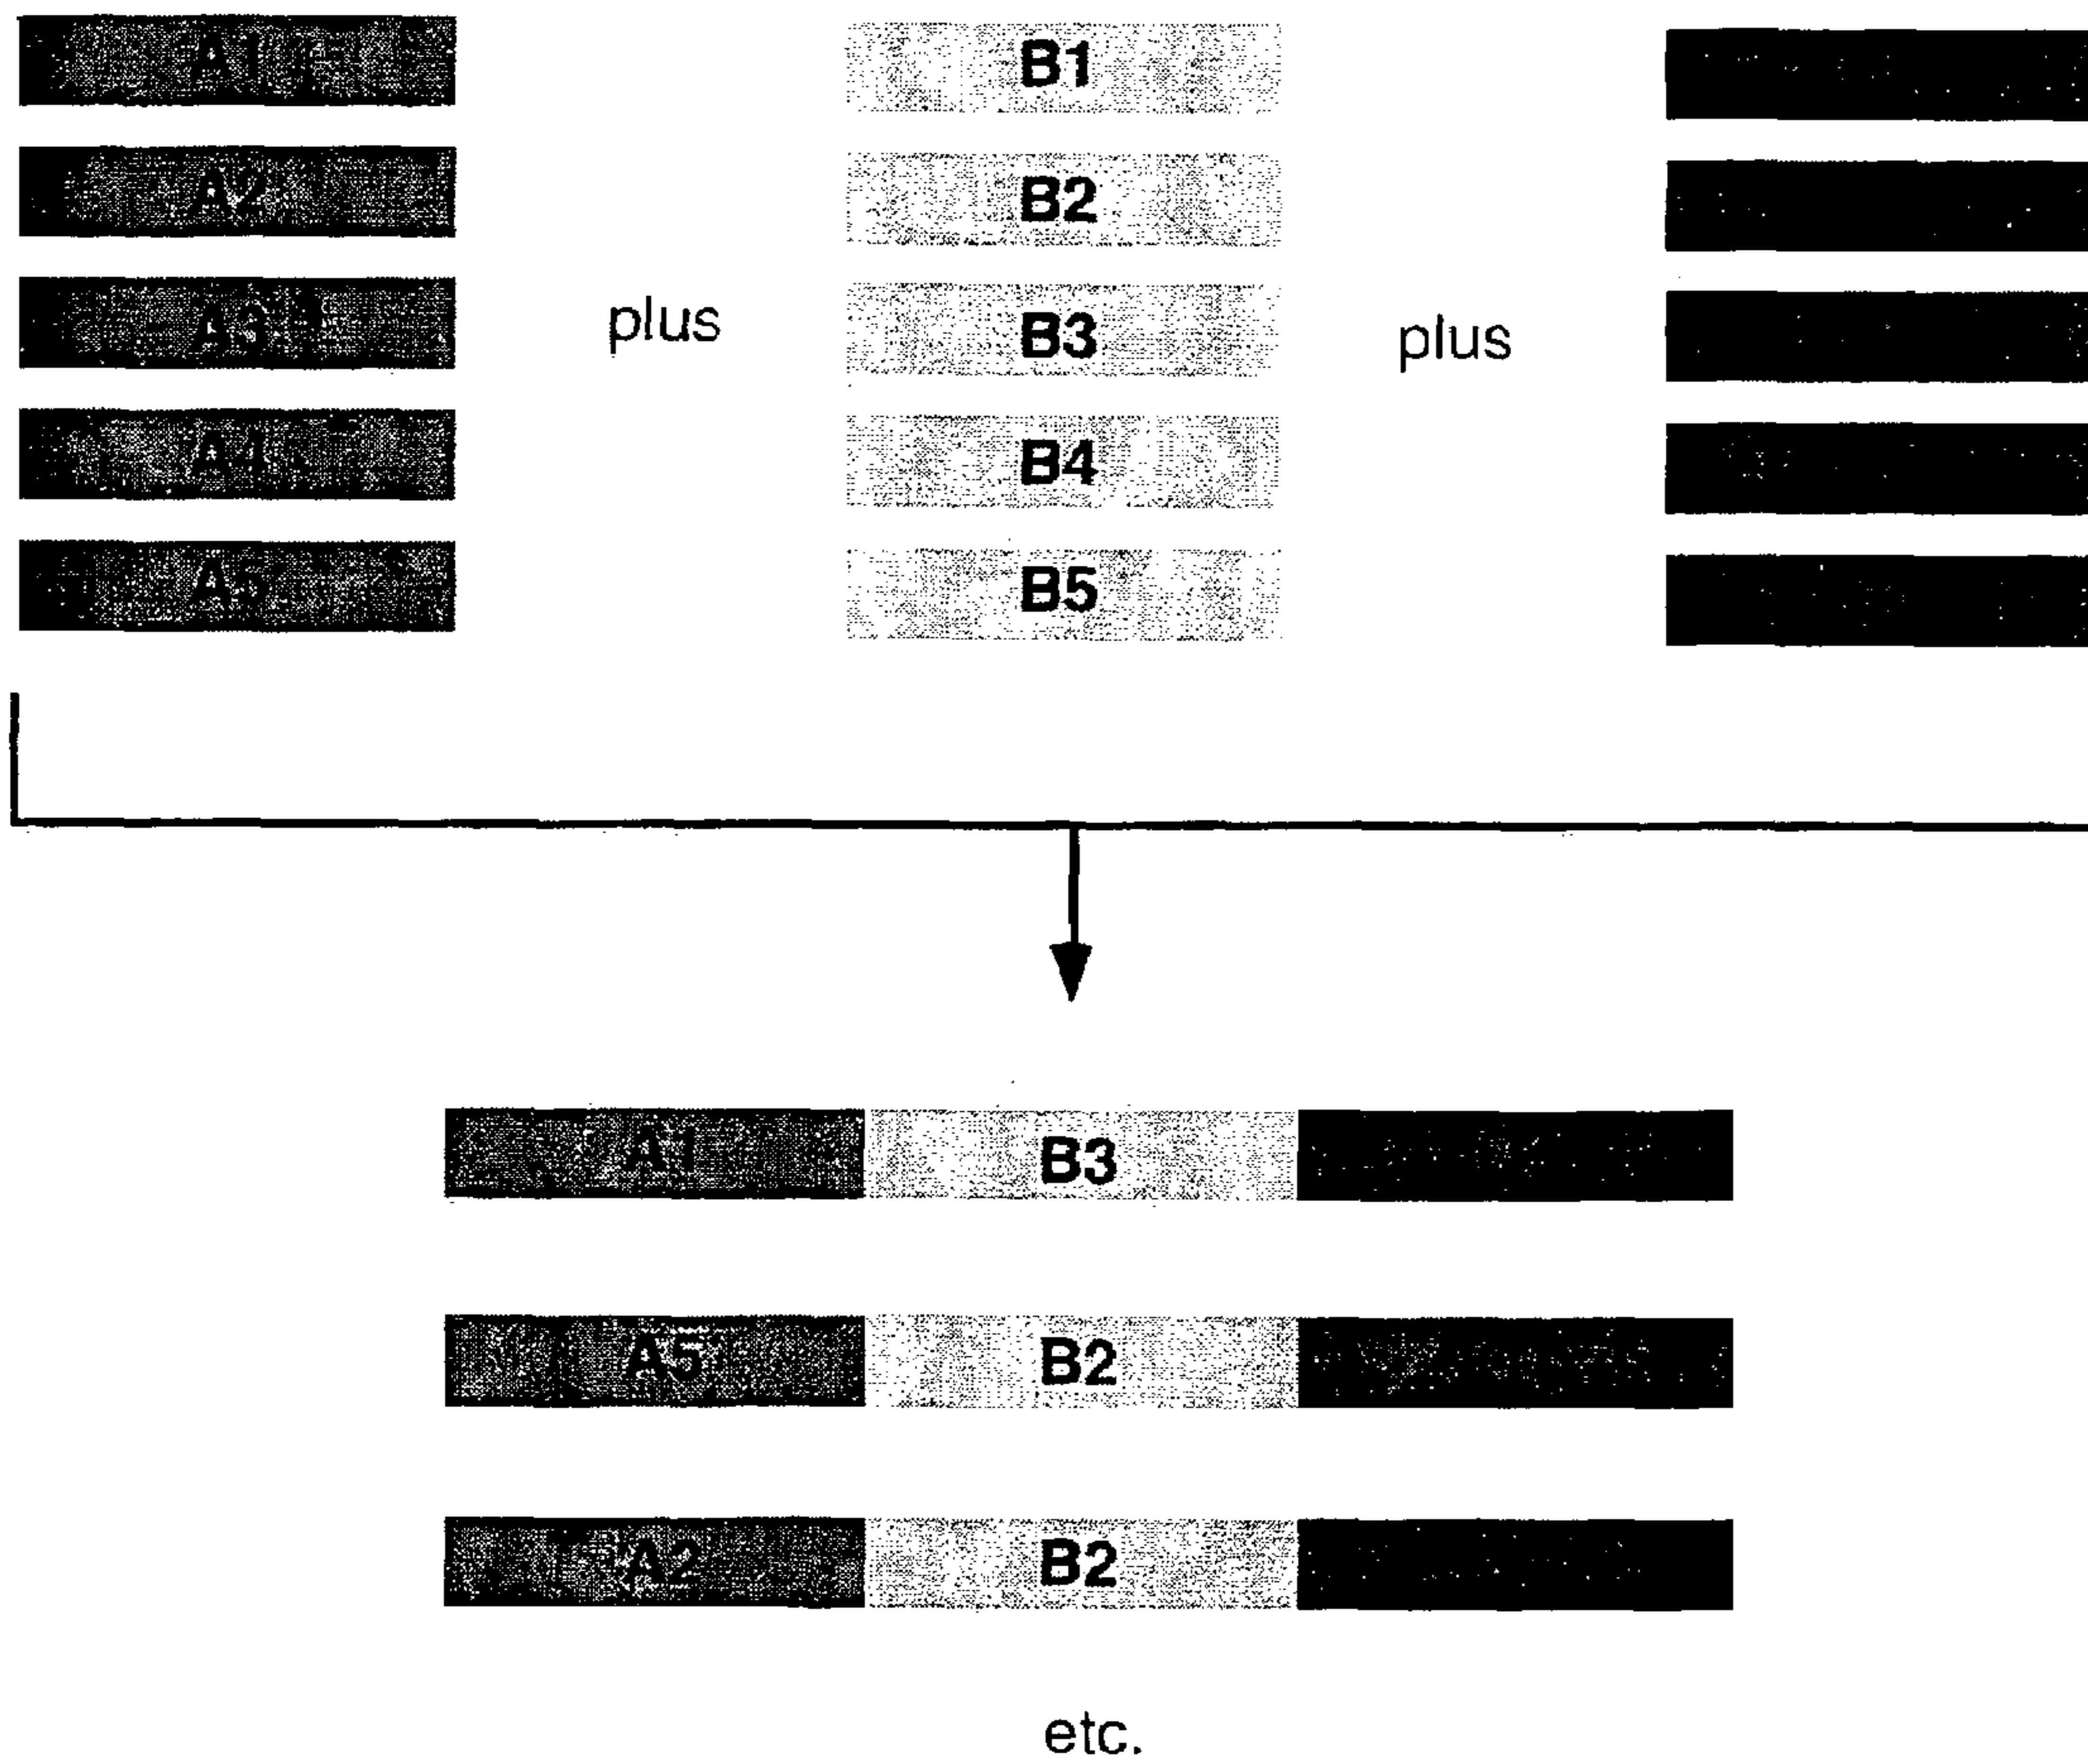 A1 B1
A2 B2
A3 plus B3 plus
A4 B4
A5 B5
A1 B3
A5 B2
A2 B2
etc.